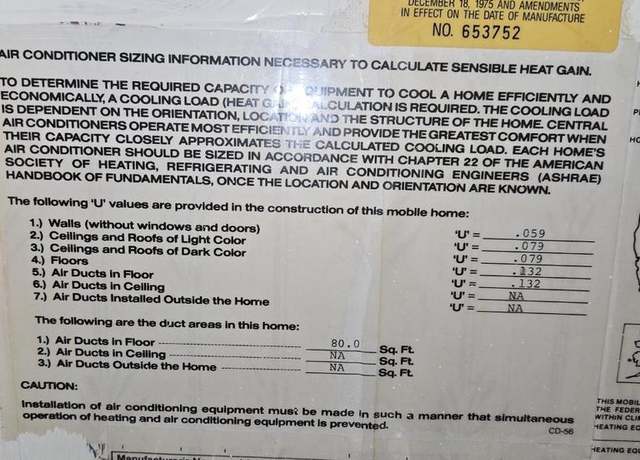 DECEMBER 18, 1975 AND AMENDMENTS
IN EFFECT ON THE DATE OF MANUFACTURE
NO. 653752
AIR CONDITIONER SIZING INFORMATION NECESSARY TO CALCULATE SENSIBLE HEAT GAIN.
TO DETERMINE THE REQUIRED CAPACITY OF EQUIPMENT TO COOL A HOME EFFICIENTLY AND
ECONOMICALLY, A COOLING LOAD (HEAT GAIN) CALCULATION IS REQUIRED. THE COOLING LOAD
IS DEPENDENT ON THE ORIENTATION, LOCATION AND THE STRUCTURE OF THE HOME. CENTRAL
AIR CONDITIONERS OPERATE MOST EFFICIENTLY AND PROVIDE THE GREATEST COMFORT WHEN
THEIR CAPACITY CLOSELY APPROXIMATES THE CALCULATED COOLING LOAD. EACH HOME'S
AIR CONDITIONER SHOULD BE SIZED IN ACCORDANCE WITH CHAPTER 22 OF THE AMERICAN
SOCIETY OF HEATING, REFRIGERATING AND AIR CONDITIONING ENGINEERS (ASHRAE)
HANDBOOK OF FUNDAMENTALS, ONCE THE LOCATION AND ORIENTATION ARE KNOWN.
The following 'U' values are provided in the construction of this mobile home:
1.) Walls (without windows and doors) 'U' = .059
2.) Ceilings and Roofs of Light Color 'U' = .079
3.) Ceilings and Roofs of Dark Color 'U' = .079
4.) Floors 'U' = .132
5.) Air Ducts in Floor 'U' = .132
6.) Air Ducts in Ceiling 'U' = NA
7.) Air Ducts Installed Outside the Home 'U' = NA
The following are the duct areas in this home:
1.) Air Ducts in Floor 80.0 Sq. Ft.
2.) Air Ducts in Ceiling NA Sq. Ft.
3.) Air Ducts Outside the Home NA Sq. Ft.
CAUTION:
Installation of air conditioning equipment must be made in such a manner that simultaneous
operation of heating and air conditioning equipment is prevented.
CD-56
THIS MOBIL
THE FEDER
WITHIN CLI
HEATING EQ
HEATING EQ